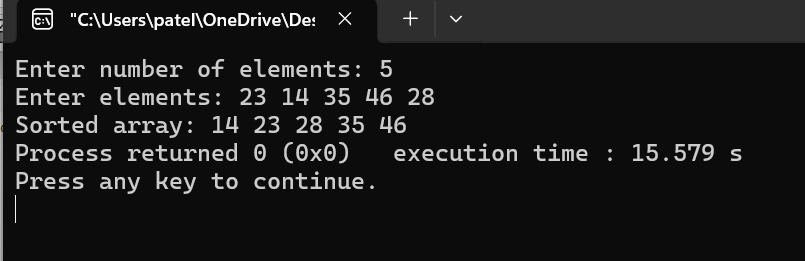 "C:\Users\patel\OneDrive\Des
Enter number of elements: 5
Enter elements: 23 14 35 46 28
Sorted array: 14 23 28 35 46
Process returned 0 (0x0)   execution time : 15.579 s
Press any key to continue.